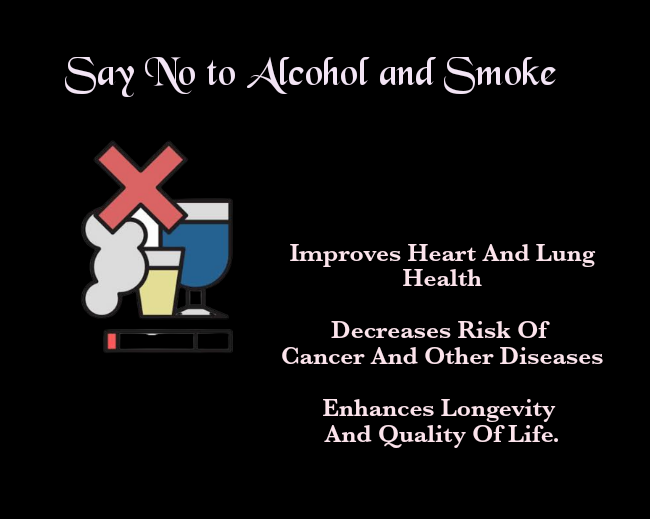 Say No to Alcohol and Smoke
Improves Heart And Lung
Health
Decreases Risk Of
Cancer And Other Diseases
Enhances Longevity
And Quality Of Life.